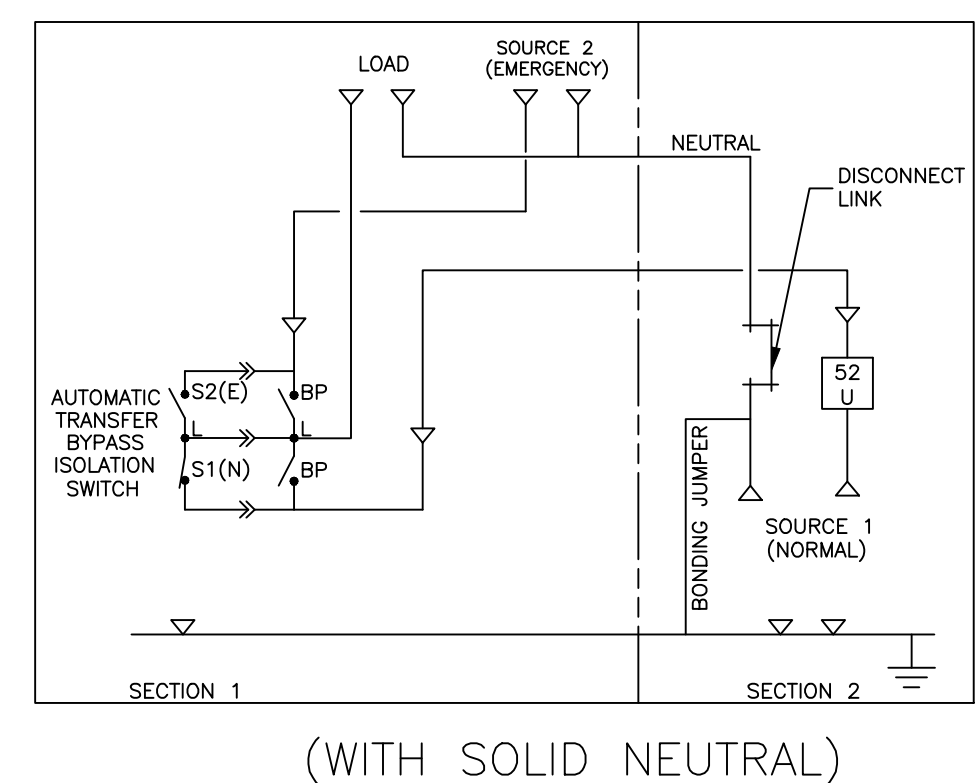 LOAD
SOURCE 2
(EMERGENCY)
NEUTRAL
DISCONNECT
LINK
AUTOMATIC
TRANSFER
BYPASS
ISOLATION
SWITCH
S2(E)
BP
L
L
S1(N)
BP
52
U
BONDING JUMPER
SOURCE 1
(NORMAL)
SECTION 1
SECTION 2
(WITH SOLID NEUTRAL)